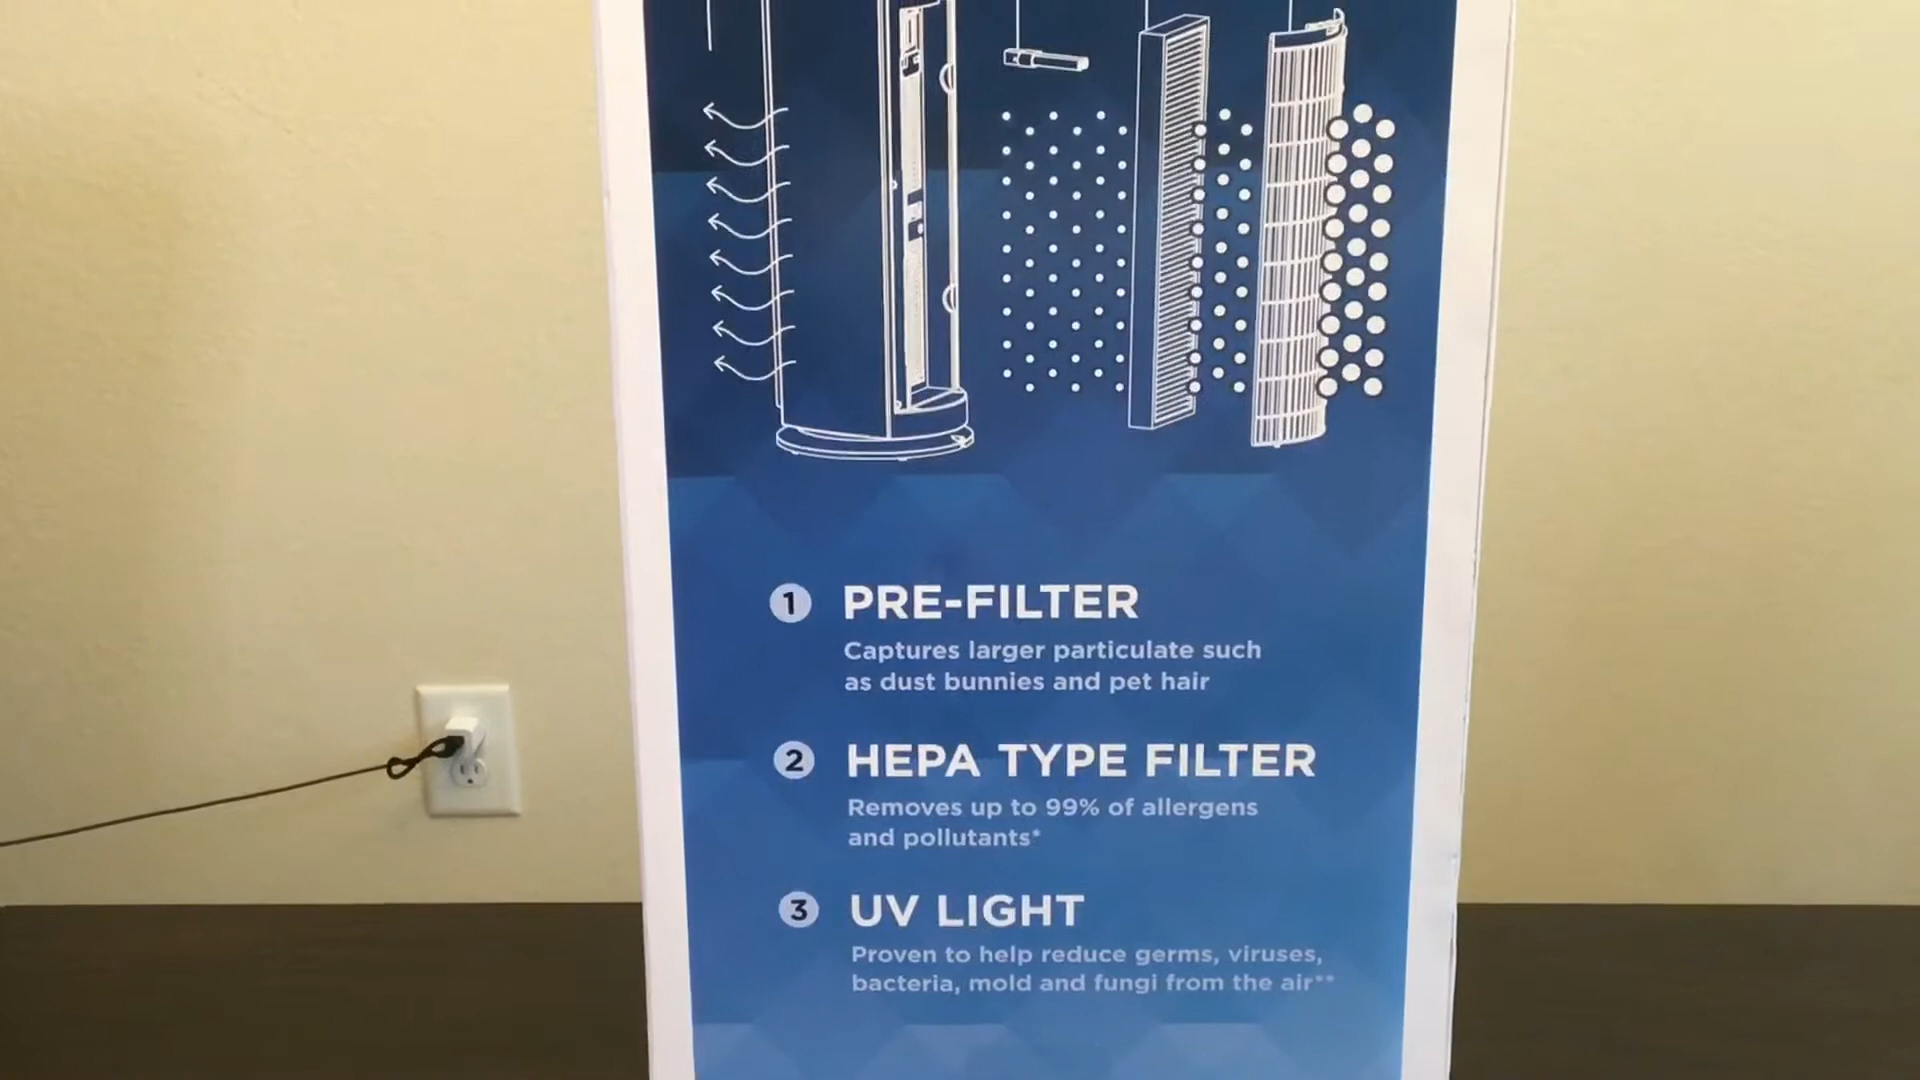 1 PRE-FILTER
Captures larger particulate such
as dust bunnies and pet hair
2 HEPA TYPE FILTER
Removes up to 99% of allergens
and pollutants*
3 UV LIGHT
Proven to help reduce germs, viruses,
bacteria, mold and fungi from the air**